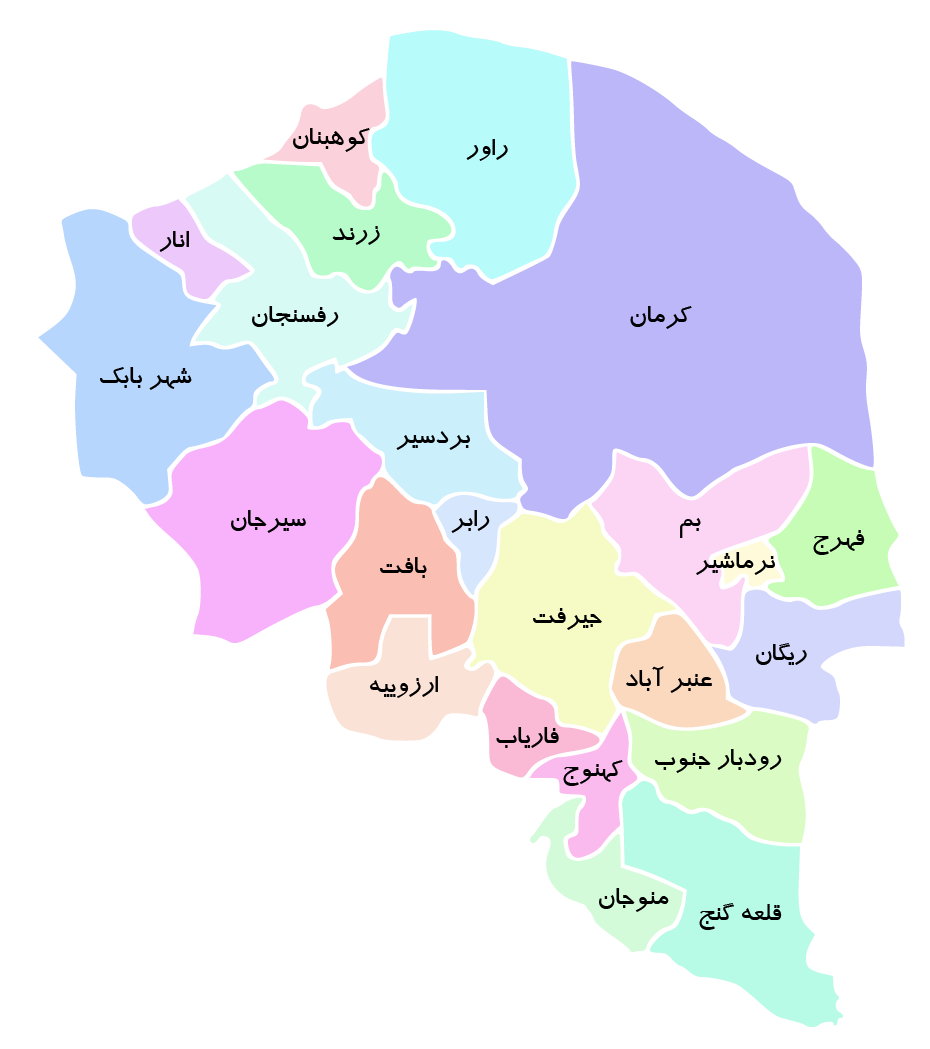 کوهبنان
راور
زرند
انار
رفسنجان
کرمان
شهر بابک
بردسیر
سیرجان
رابر
بم
فهرج
بافت
نرماشیر
جیرفت
ریگان
عنبر آباد
ارزوییه
فاریاب
کهنوج
رودبار جنوب
منوجان
قلعه گنج